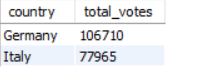 country total_votes
Germany 106710
Italy 77965